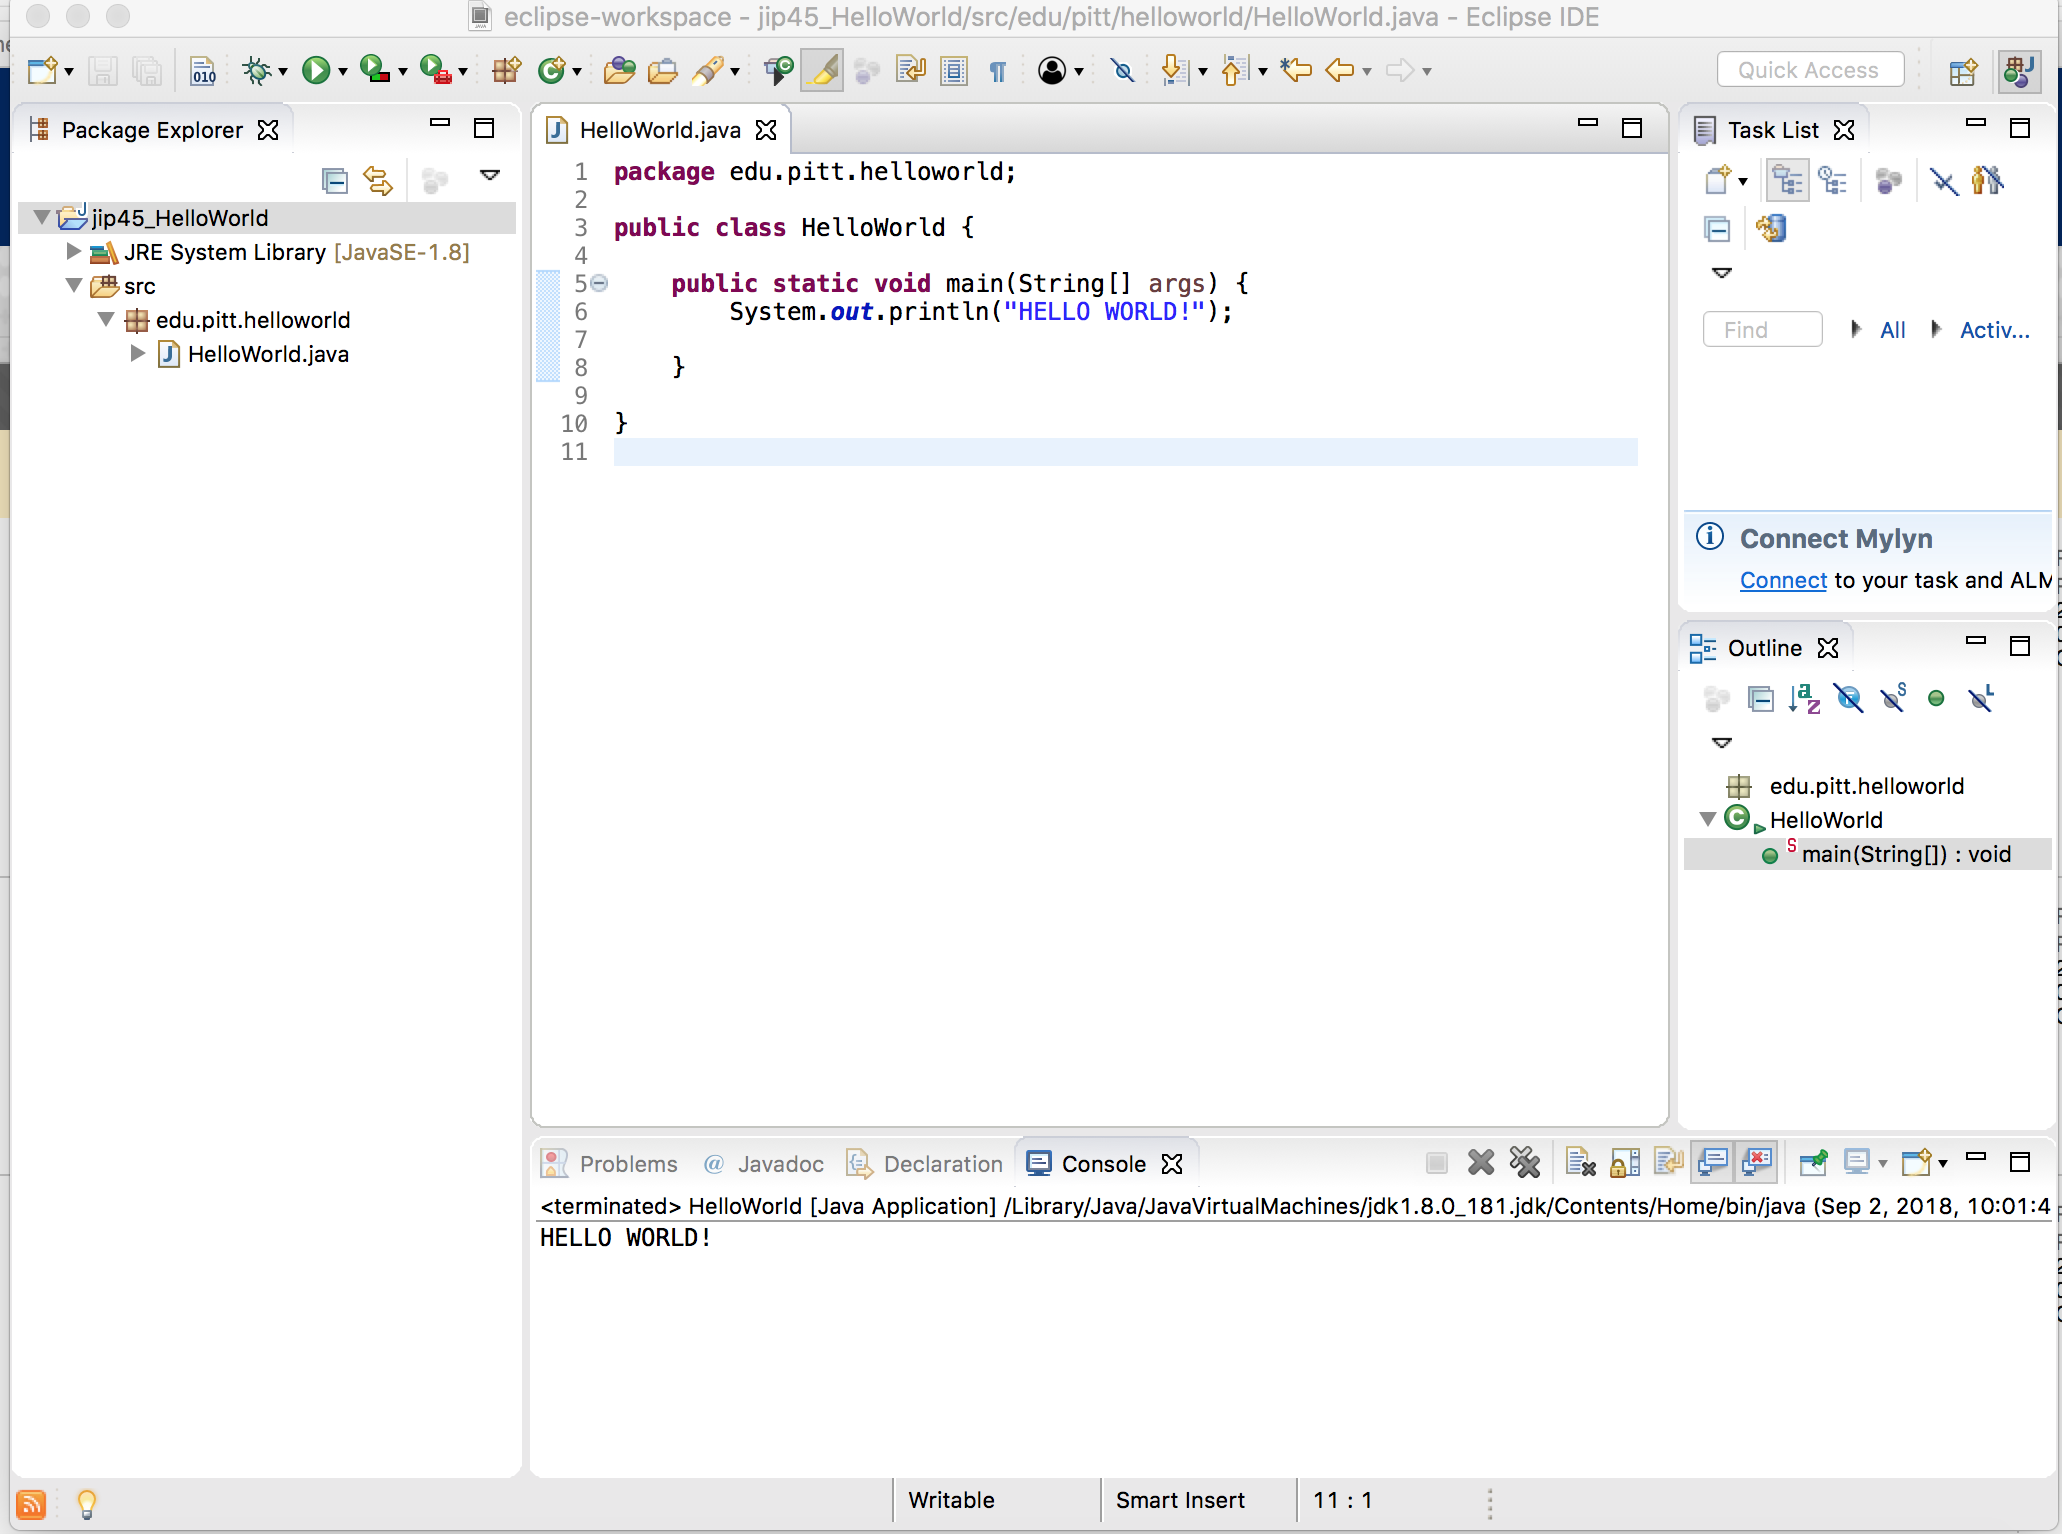 eclipse-workspace - jip45_HelloWorld/src/edu/pitt/helloworld/HelloWorld.java - Eclipse IDE
010
Quick Access
Package Explorer
jip45_HelloWorld
JRE System Library [JavaSE-1.8]
src
edu.pitt.helloworld
HelloWorld.java
HelloWorld.java
1 package edu.pitt.helloworld;
2
3 public class HelloWorld {
4
5 public static void main(String[] args) {
6 System.out.println("HELLO WORLD!");
7
8 }
9
10 }
11
Task List
Find All Activ...
Connect Mylyn
Connect to your task and ALM
Outline
edu.pitt.helloworld
HelloWorld
main(String[]) : void
Problems @ Javadoc Declaration Console
<terminated> HelloWorld [Java Application] /Library/Java/JavaVirtualMachines/jdk1.8.0_181.jdk/Contents/Home/bin/java (Sep 2, 2018, 10:01:4
HELLO WORLD!
Writable Smart Insert 11 : 1